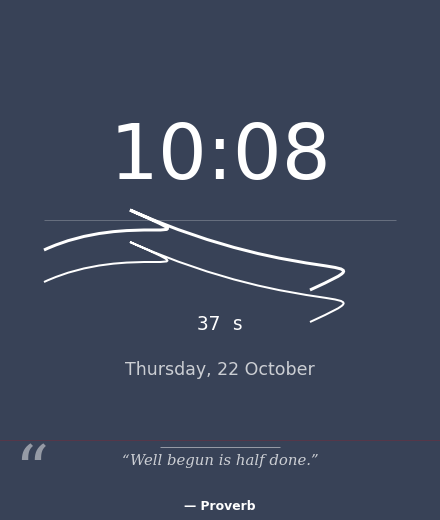 10:08
37 s
Thursday, 22 October
“
“Well begun is half done.”
— Proverb